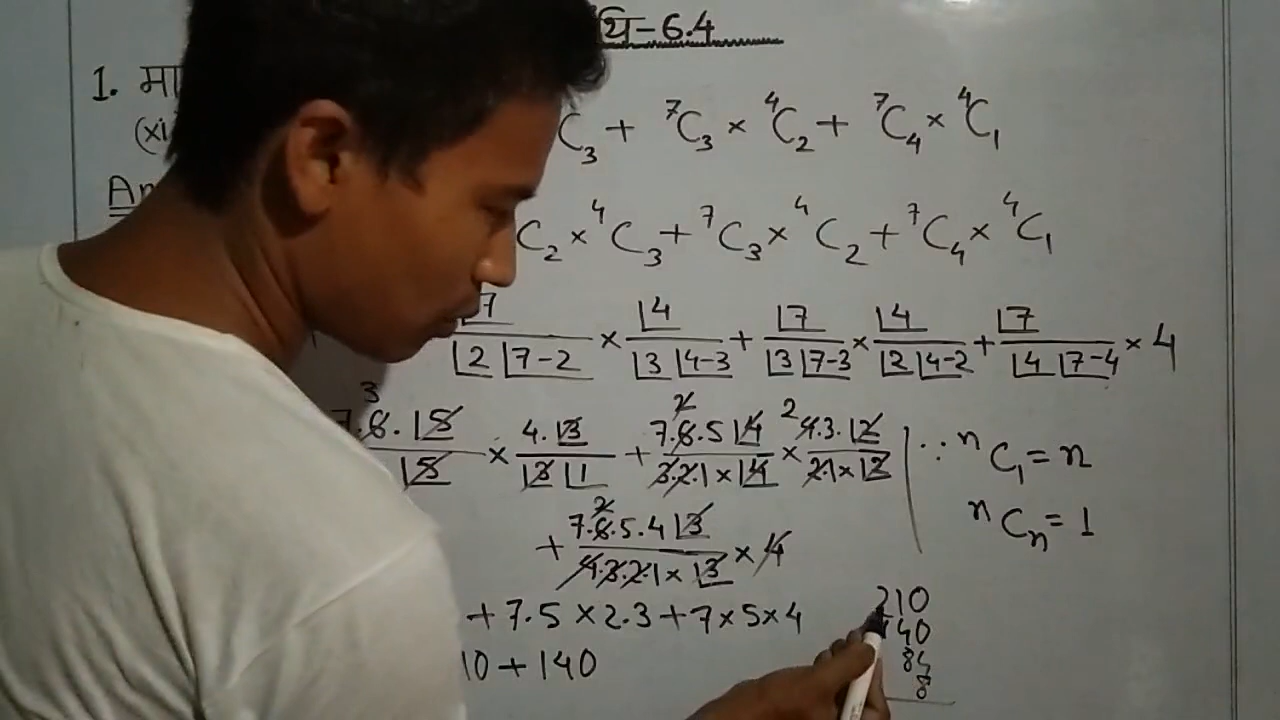 थि-6.4
1. मा
(xi C₃ + ⁷C₃ × ⁴C₂ + ⁷C₄ × ⁴C₁
An
C₂ × ⁴C₃ + ⁷C₃ × ⁴C₂ + ⁷C₄ × ⁴C₁
|7 / |2 |7-2 × |4 / |3 |4-3 + |7 / |3 |7-3 × |4 / |2 |4-2 + |7 / |4 |7-4 × 4
7.6.|5 / |5 × 4.|3 / |3 |1 + 7.6.5 |4 / 3.2.1 × |4 × 4.3.|2 / 2.1 × |2 ∵ ⁿC₁ = n
ⁿCₙ = 1
+ 7.6.5.4 |3 / 4.3.2.1 × |3 × 4
+ 7.5 × 2.3 + 7 × 5 × 4
10 + 140
210
140
84
8